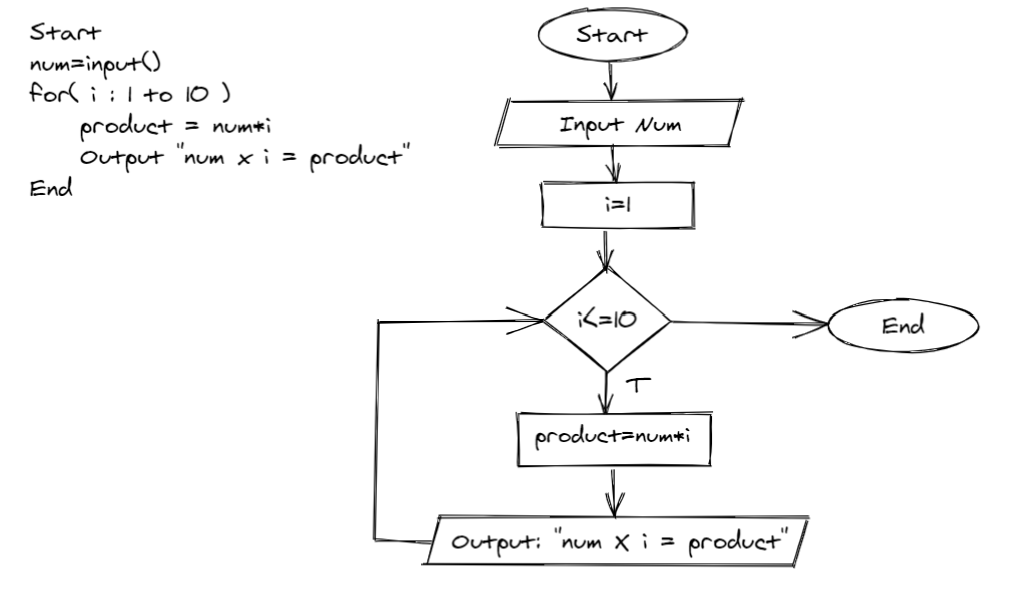 Start
num=input()
for( i : 1 to 10 )
product = num*i
Output "num x i = product"
End
Start
Input Num
i=1
i<=10
End
T
product=num*i
Output: "num X i = product"